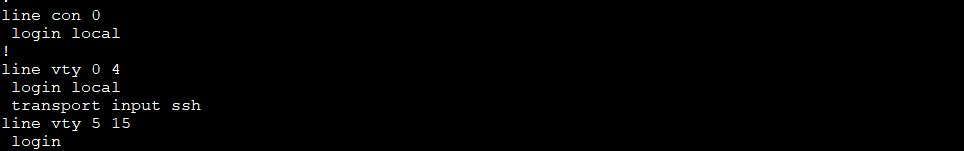 !
line con 0
 login local
!
line vty 0 4
 login local
 transport input ssh
line vty 5 15
 login